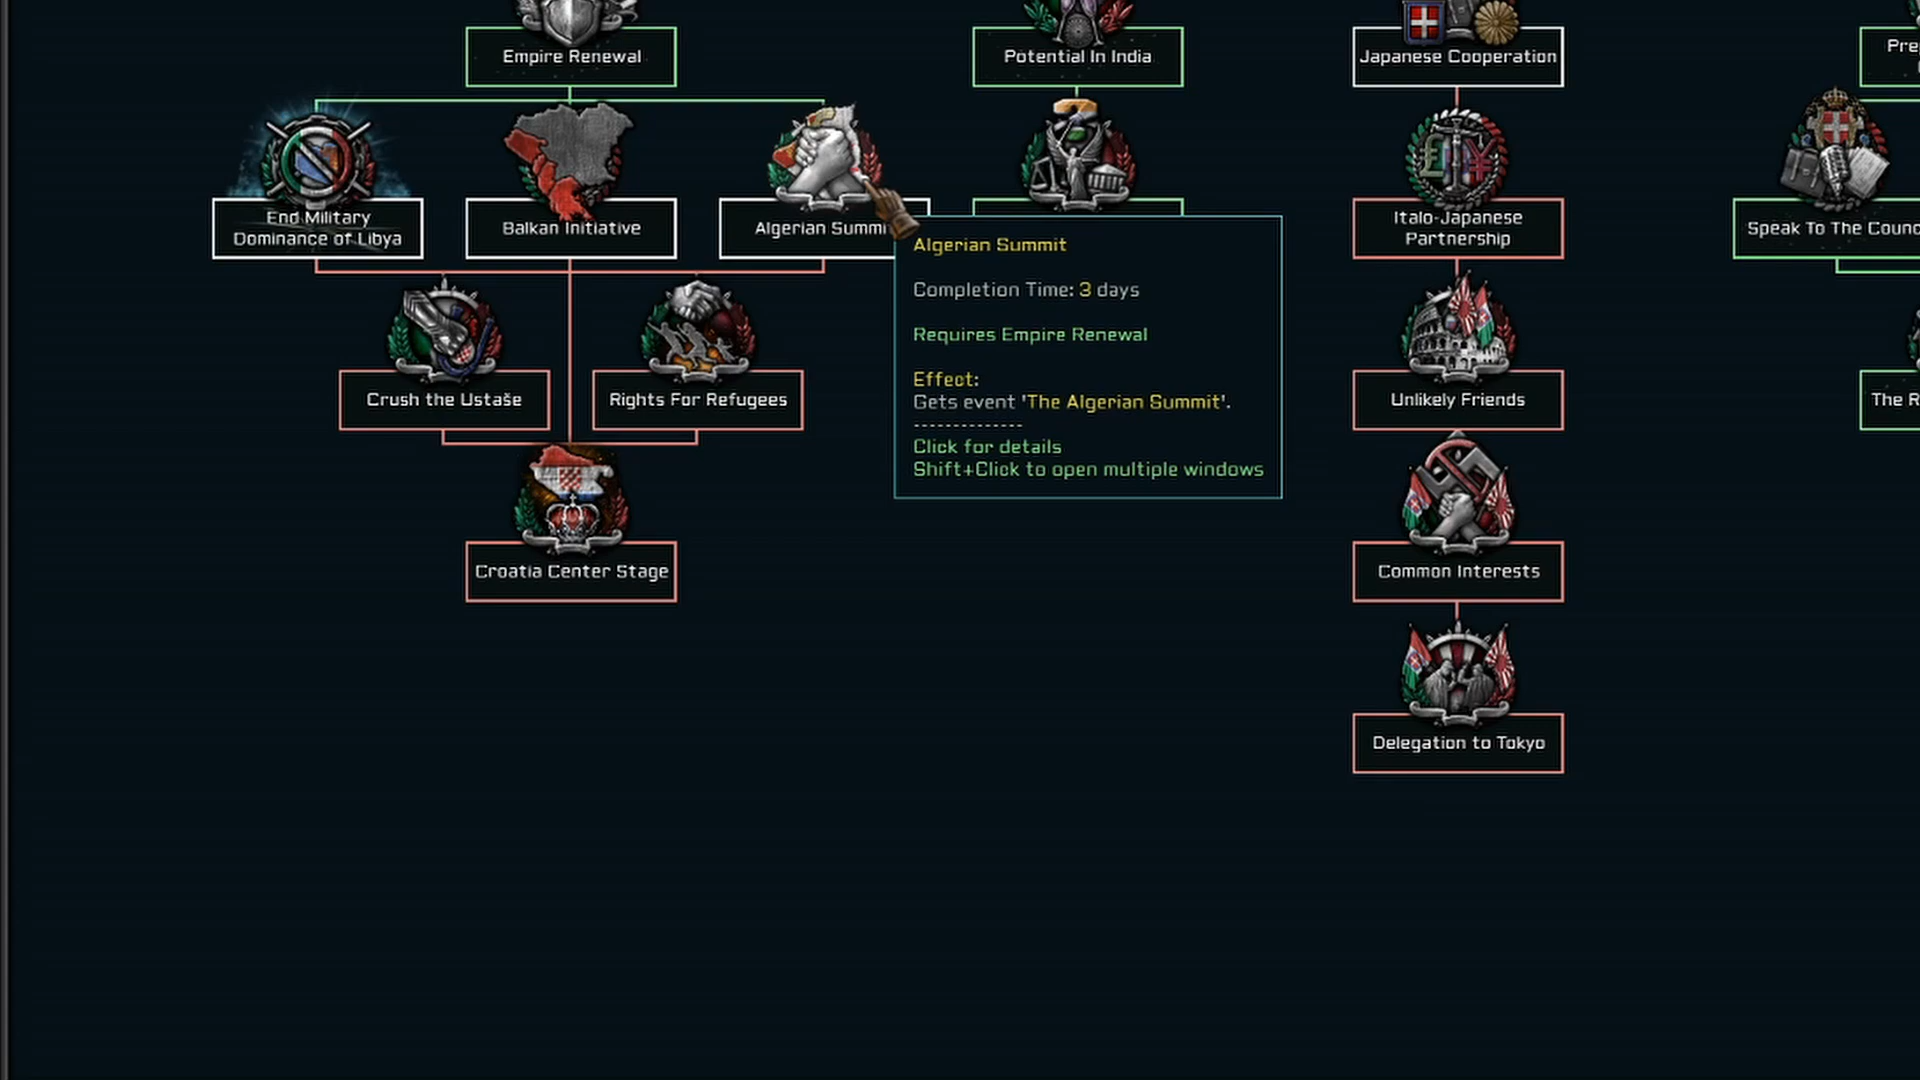 Empire Renewal
Potential In India
Japanese Cooperation
Pre
End Military
Dominance of Libya
Balkan Initiative
Algerian Summi
Italo-Japanese
Partnership
Speak To The Counc
Algerian Summit
Completion Time: 3 days
Requires Empire Renewal
Effect:
Gets event 'The Algerian Summit'.
--------------
Click for details
Shift+Click to open multiple windows
Crush the Ustaše
Rights For Refugees
Unlikely Friends
The R
Croatia Center Stage
Common Interests
Delegation to Tokyo